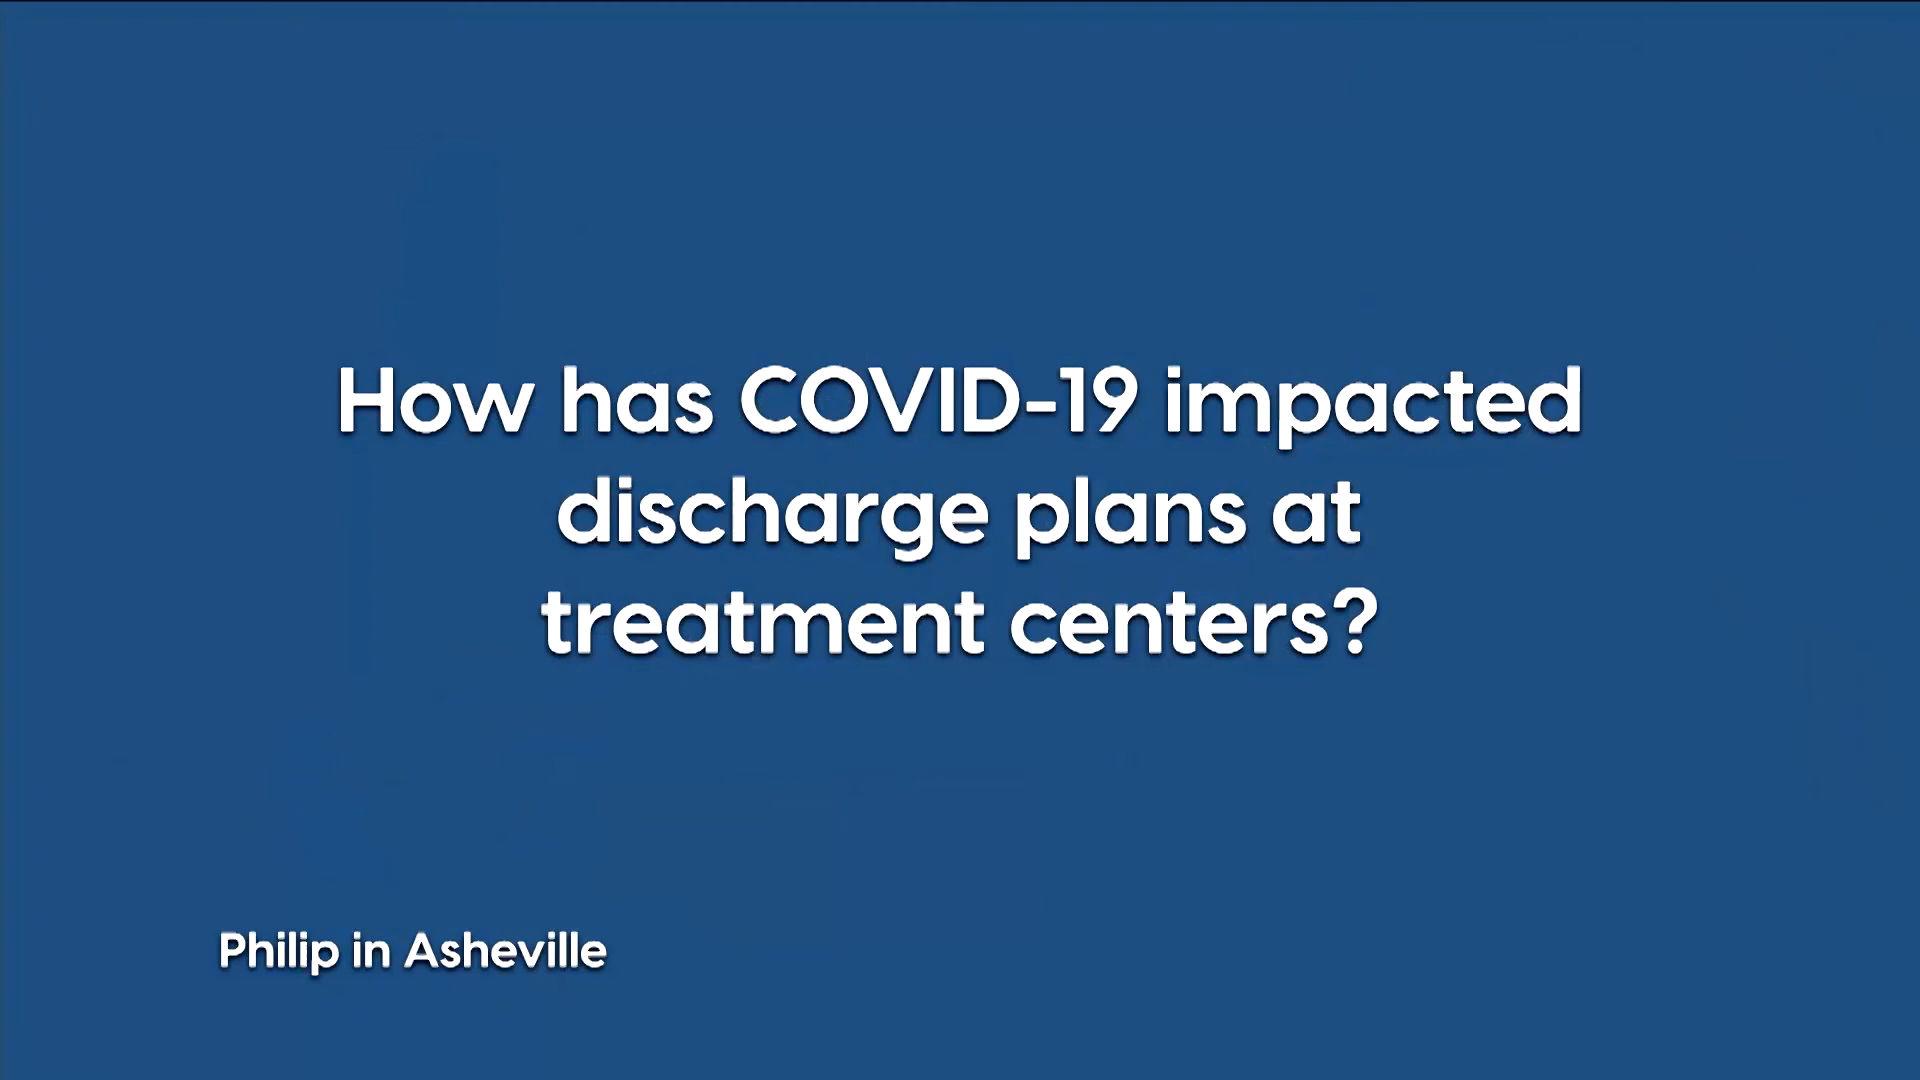 How has COVID-19 impacted
discharge plans at
treatment centers?
Philip in Asheville